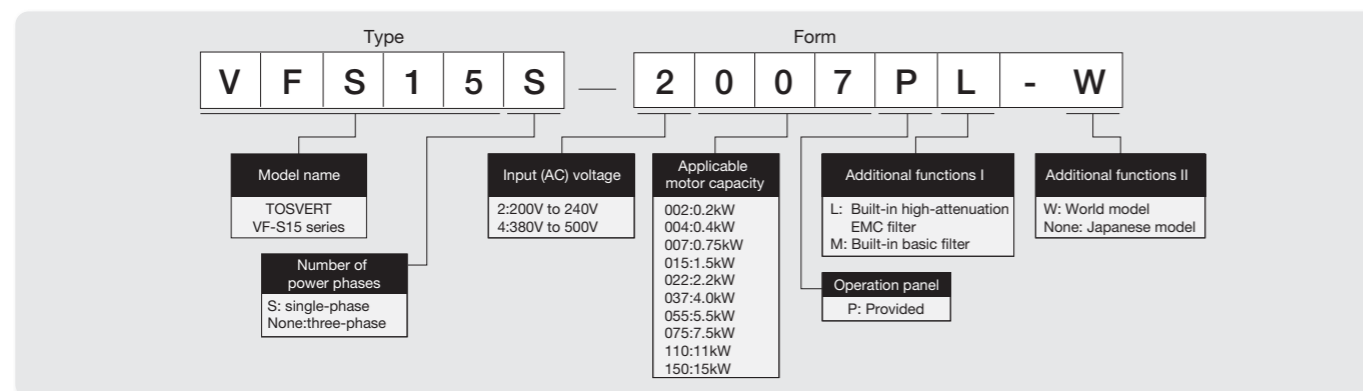 Type
Form
V F S 1 5 S — 2 0 0 7 P L - W
Model name
TOSVERT
VF-S15 series
Number of
power phases
S: single-phase
None:three-phase
Input (AC) voltage
2:200V to 240V
4:380V to 500V
Applicable
motor capacity
002:0.2kW
004:0.4kW
007:0.75kW
015:1.5kW
022:2.2kW
037:4.0kW
055:5.5kW
075:7.5kW
110:11kW
150:15kW
Additional functions I
L: Built-in high-attenuation
EMC filter
M: Built-in basic filter
Operation panel
P: Provided
Additional functions II
W: World model
None: Japanese model